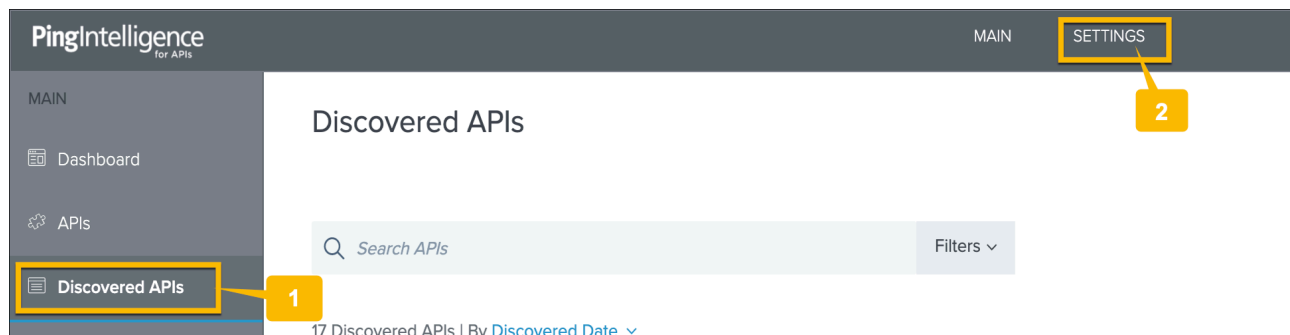 PingIntelligence
for APIs
MAIN
SETTINGS
2
MAIN
Dashboard
APIs
Discovered APIs
1
Discovered APIs
Search APIs
Filters
17 Discovered APIs | By Discovered Date